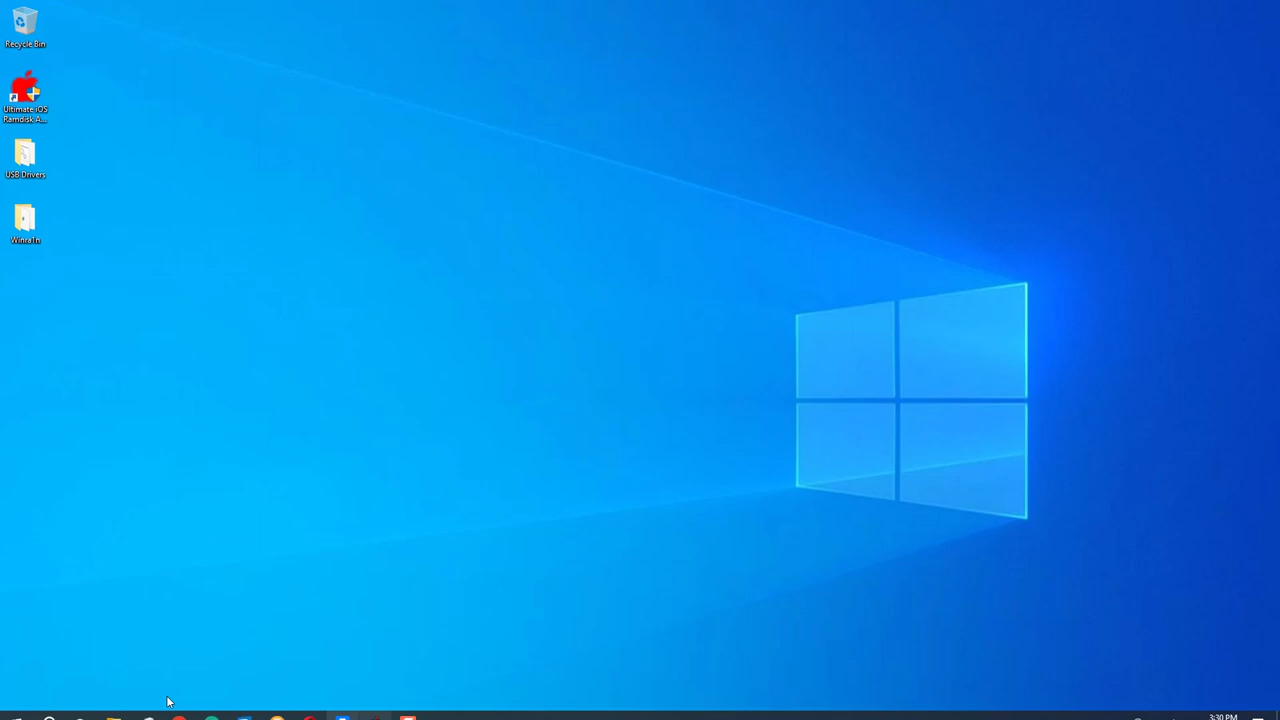 Recycle Bin
Ultimate iOS
Ramdisk A...
USB Drivers
Winra1n
3:30 PM